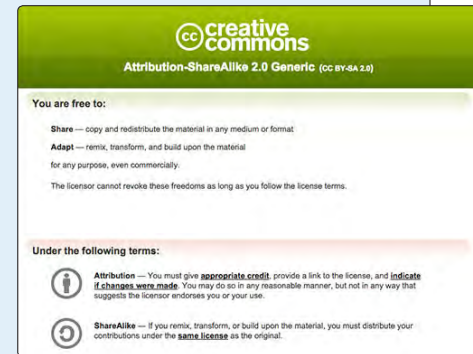 cc creative
commons
Attribution-ShareAlike 2.0 Generic (CC BY-SA 2.0)
You are free to:
Share — copy and redistribute the material in any medium or format
Adapt — remix, transform, and build upon the material
for any purpose, even commercially.
The licensor cannot revoke these freedoms as long as you follow the license terms.
Under the following terms:
Attribution — You must give appropriate credit, provide a link to the license, and indicate
if changes were made. You may do so in any reasonable manner, but not in any way that
suggests the licensor endorses you or your use.
ShareAlike — If you remix, transform, or build upon the material, you must distribute your
contributions under the same license as the original.